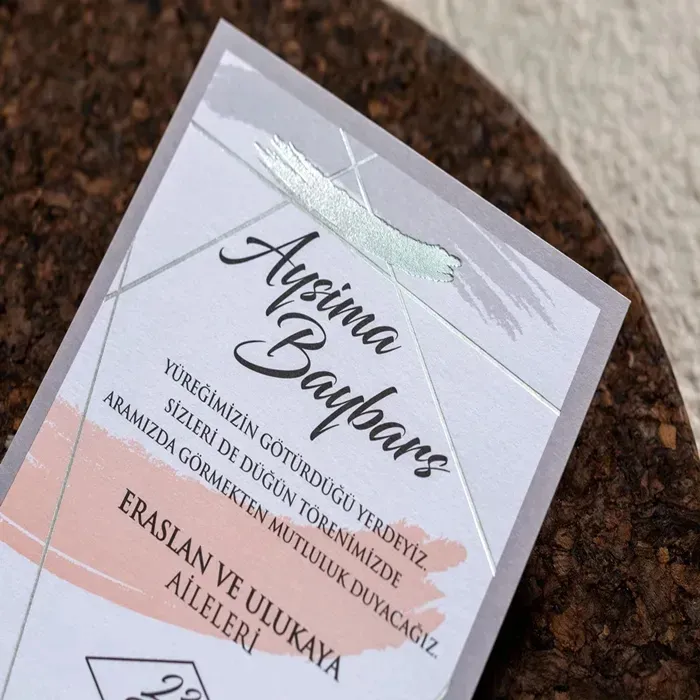 Aysima
Baybars
YÜREĞİMİZİN GÖTÜRDÜĞÜ YERDEYİZ.
SİZLERİ DE DÜĞÜN TÖRENİMİZDE
ARAMIZDA GÖRMEKTEN MUTLULUK DUYACAĞIZ.
ERASLAN VE ULUKAYA
AİLELERİ